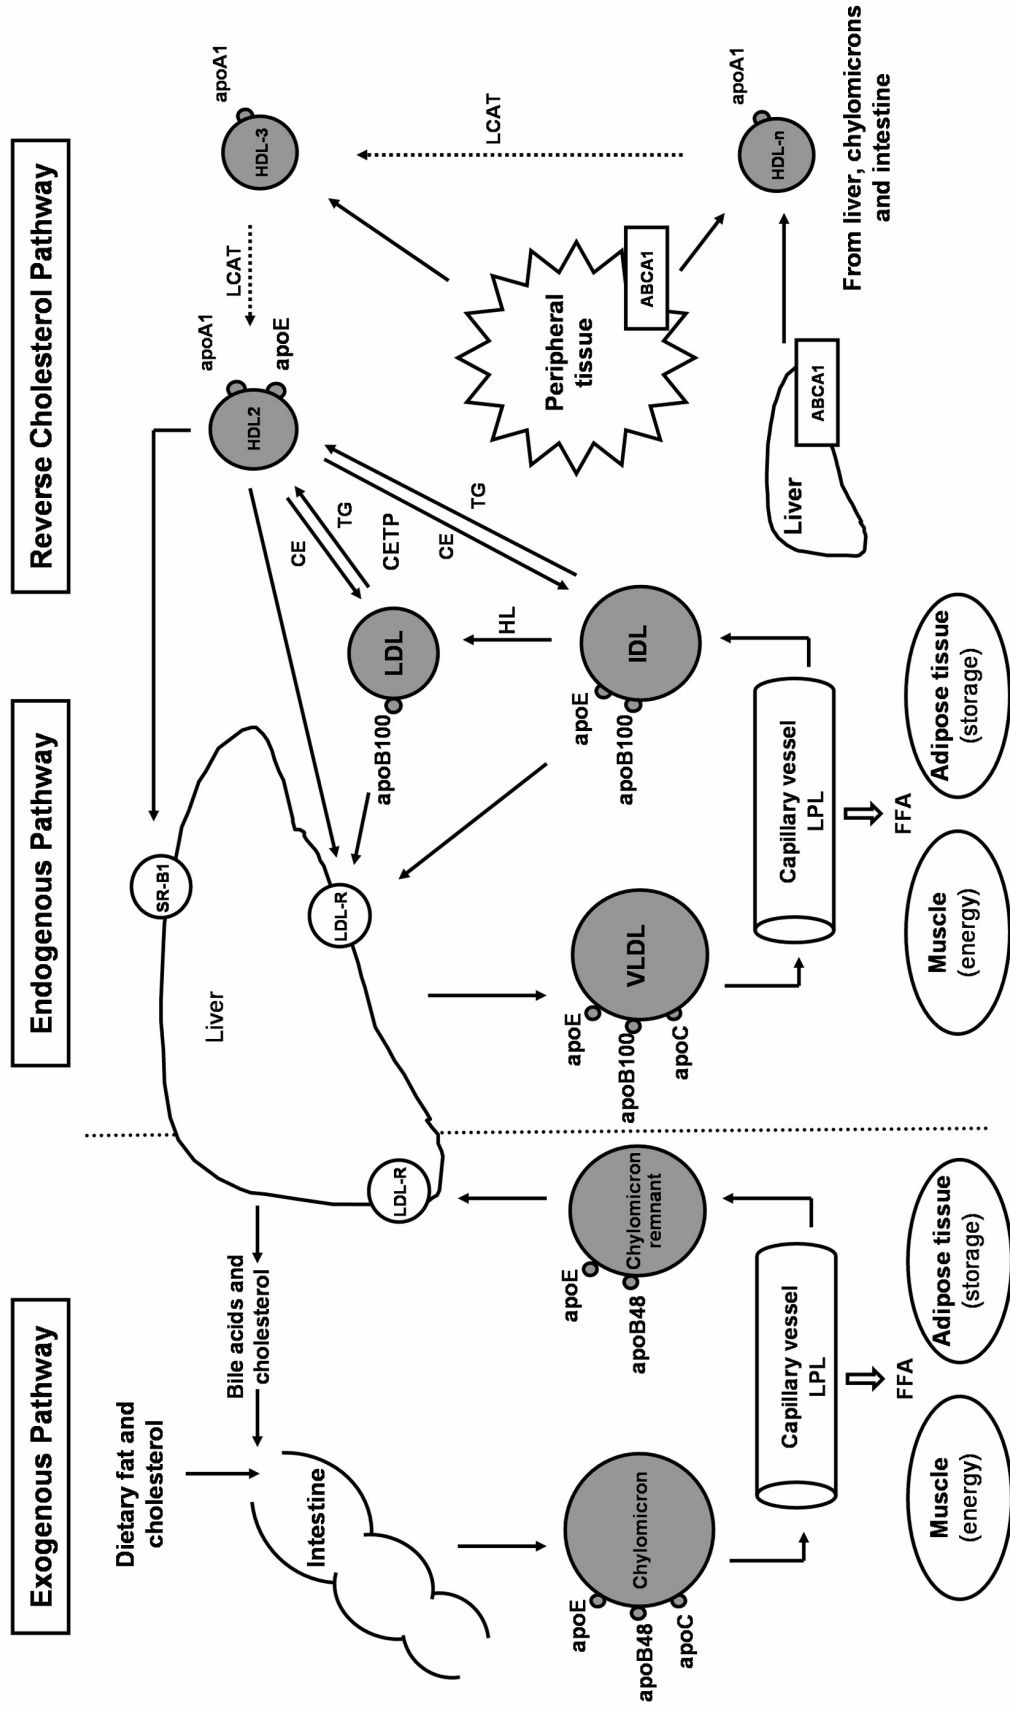 Exogenous Pathway
Endogenous Pathway
Reverse Cholesterol Pathway
Dietary fat and
cholesterol
Bile acids and
cholesterol
Intestine
Liver
LDL-R
SR-B1
LDL-R
apoE
apoB48
apoC
Chylomicron
apoE
apoB48
Chylomicron
remnant
Capillary vessel
LPL
FFA
Muscle
(energy)
Adipose tissue
(storage)
apoE
apoB100
apoC
VLDL
Capillary vessel
LPL
FFA
Muscle
(energy)
Adipose tissue
(storage)
apoE
apoB100
IDL
HL
apoB100
LDL
CE
TG
CETP
CE
TG
HDL2
apoA1
apoE
LCAT
HDL-3
apoA1
Peripheral
tissue
ABCA1
LCAT
Liver
ABCA1
HDL-n
apoA1
From liver, chylomicrons
and intestine